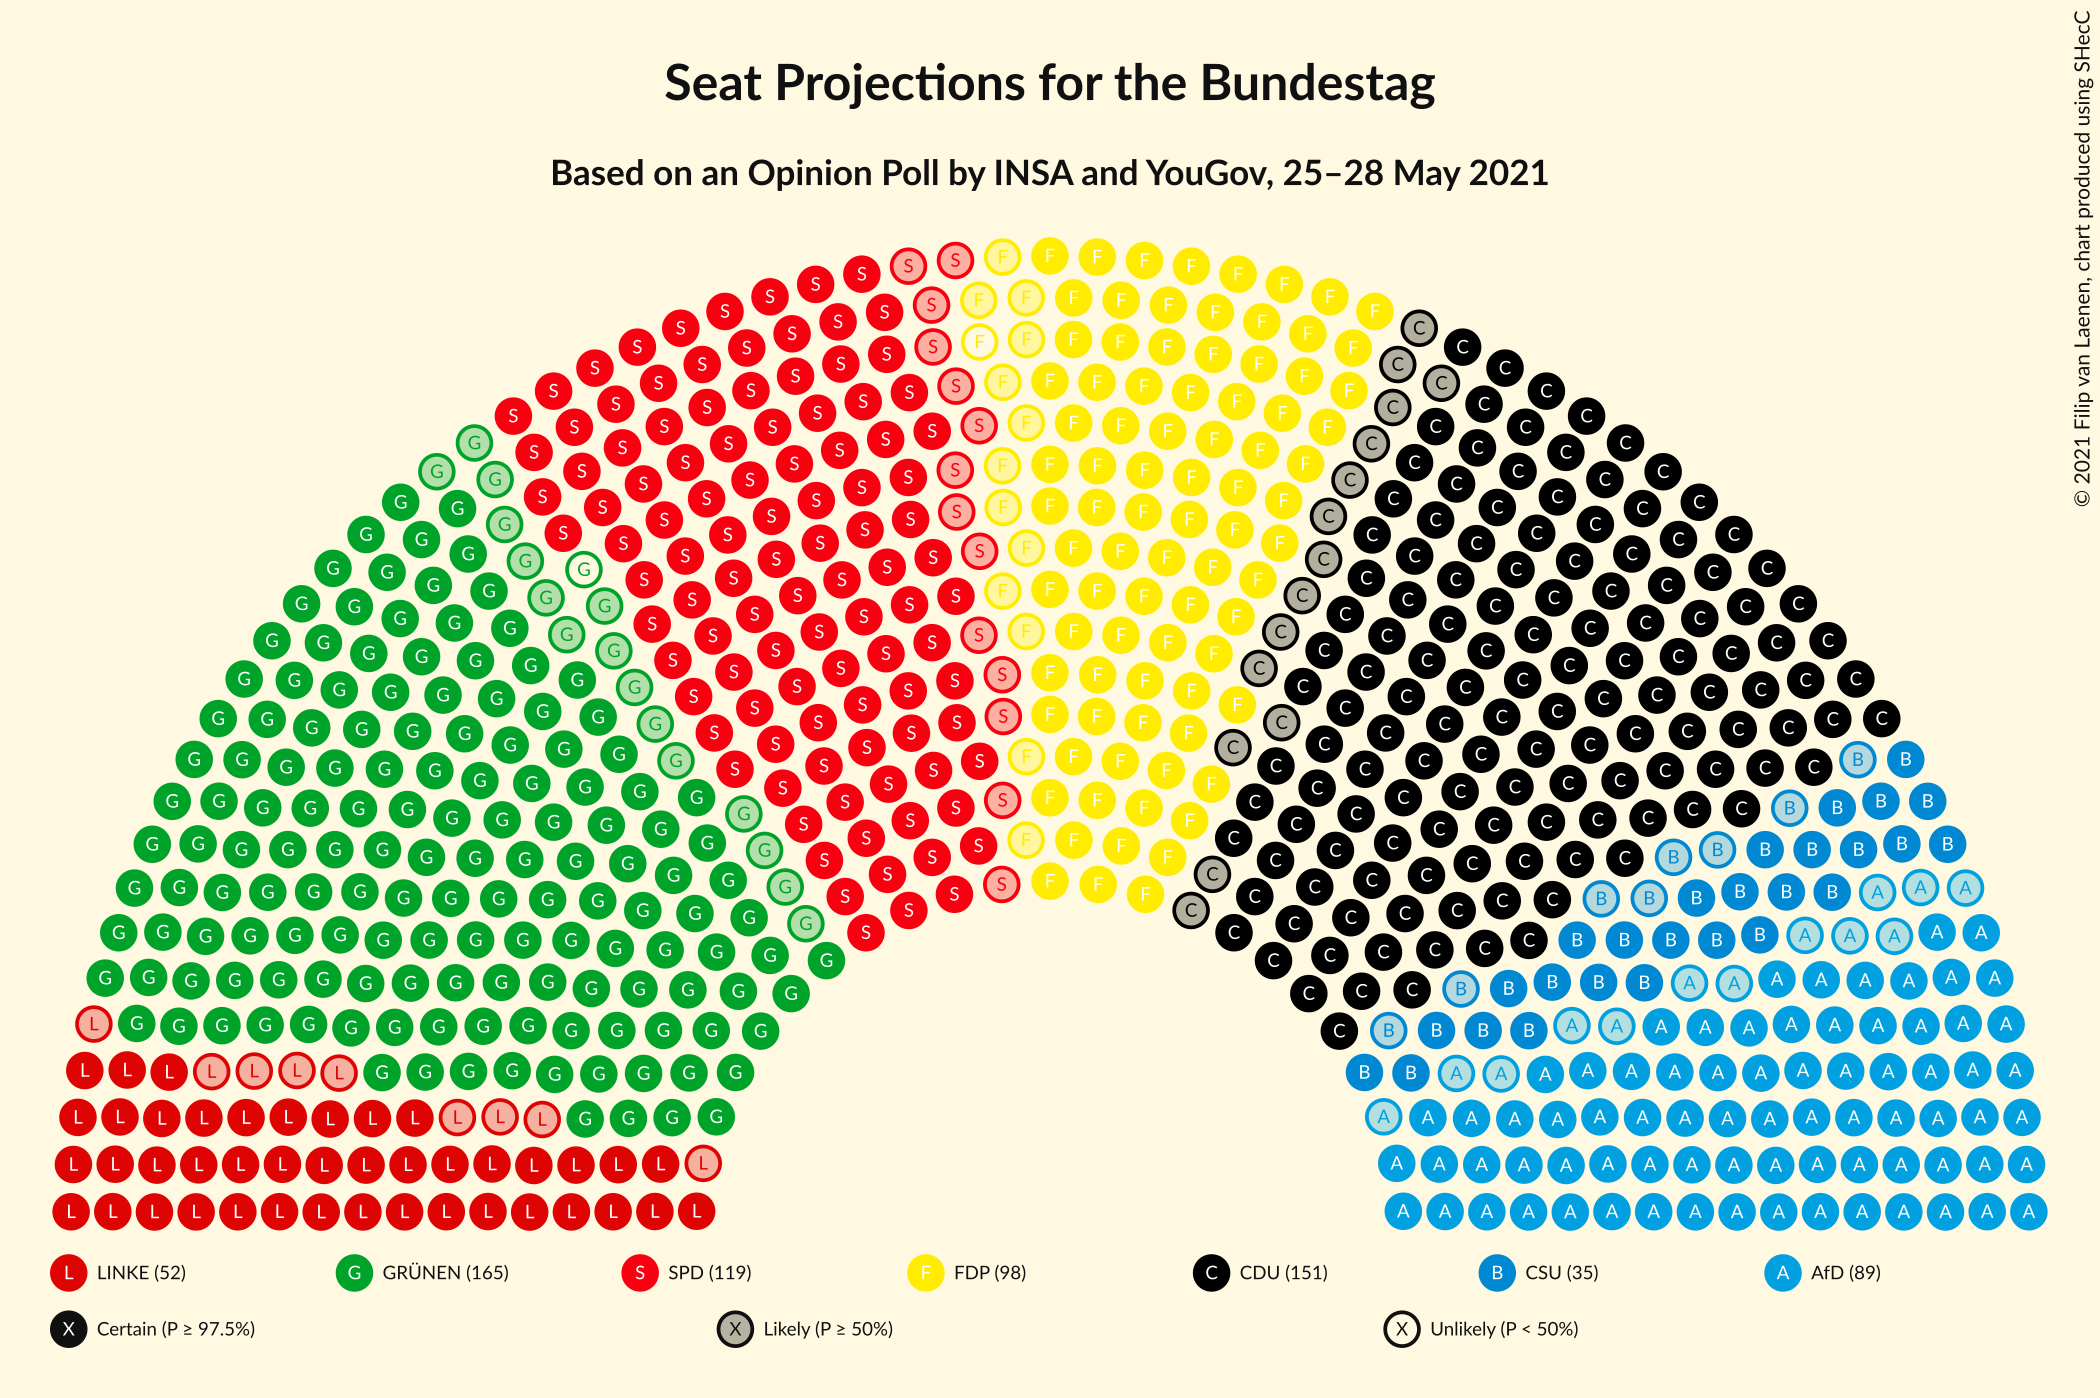 Seat Projections for the Bundestag
Based on an Opinion Poll by INSA and YouGov, 25–28 May 2021
© 2021 Filip van Laenen, chart produced using SHecC
L LINKE (52) G GRÜNEN (165) S SPD (119) F FDP (98) C CDU (151) B CSU (35) A AfD (89)
X Certain (P ≥ 97.5%) X Likely (P ≥ 50%) X Unlikely (P < 50%)